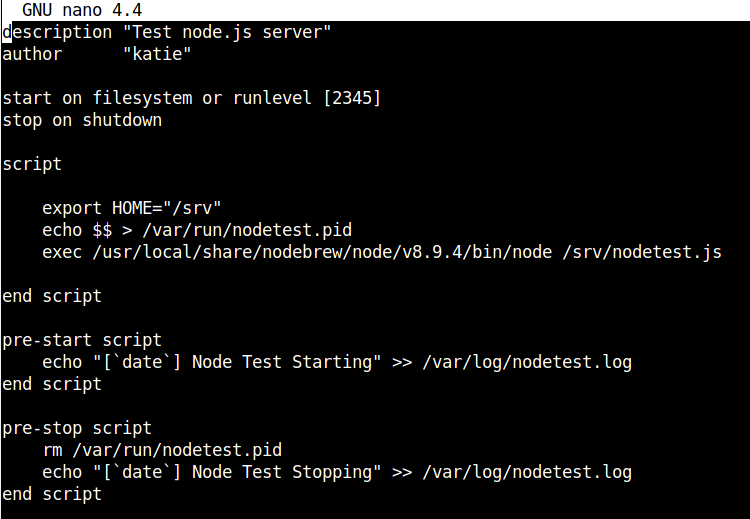 GNU nano 4.4
description "Test node.js server"
author      "katie"
start on filesystem or runlevel [2345]
stop on shutdown
script
    export HOME="/srv"
    echo $$ > /var/run/nodetest.pid
    exec /usr/local/share/nodebrew/node/v8.9.4/bin/node /srv/nodetest.js
end script
pre-start script
    echo "[`date`] Node Test Starting" >> /var/log/nodetest.log
end script
pre-stop script
    rm /var/run/nodetest.pid
    echo "[`date`] Node Test Stopping" >> /var/log/nodetest.log
end script